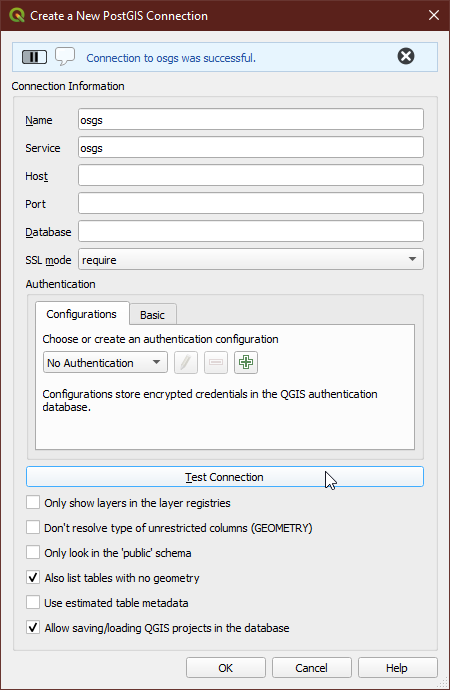 Create a New PostGIS Connection
Connection to osgs was successful.
Connection Information
Name osgs
Service osgs
Host
Port
Database
SSL mode require
Authentication
Configurations Basic
Choose or create an authentication configuration
No Authentication
Configurations store encrypted credentials in the QGIS authentication
database.
Test Connection
Only show layers in the layer registries
Don't resolve type of unrestricted columns (GEOMETRY)
Only look in the 'public' schema
Also list tables with no geometry
Use estimated table metadata
Allow saving/loading QGIS projects in the database
OK Cancel Help